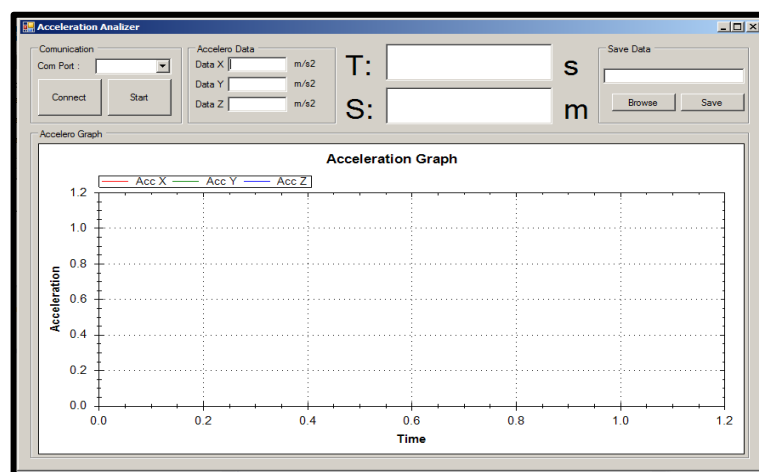 Acceleration Analizer
Comunication
Com Port :
Connect
Start
Accelero Data
Data X
m/s2
Data Y
m/s2
Data Z
m/s2
T:
s
S:
m
Save Data
Browse
Save
Accelero Graph
Acceleration Graph
Acc X
Acc Y
Acc Z
1.2
1.0
0.8
0.6
0.4
0.2
0.0
Acceleration
0.0 0.2 0.4 0.6 0.8 1.0 1.2
Time